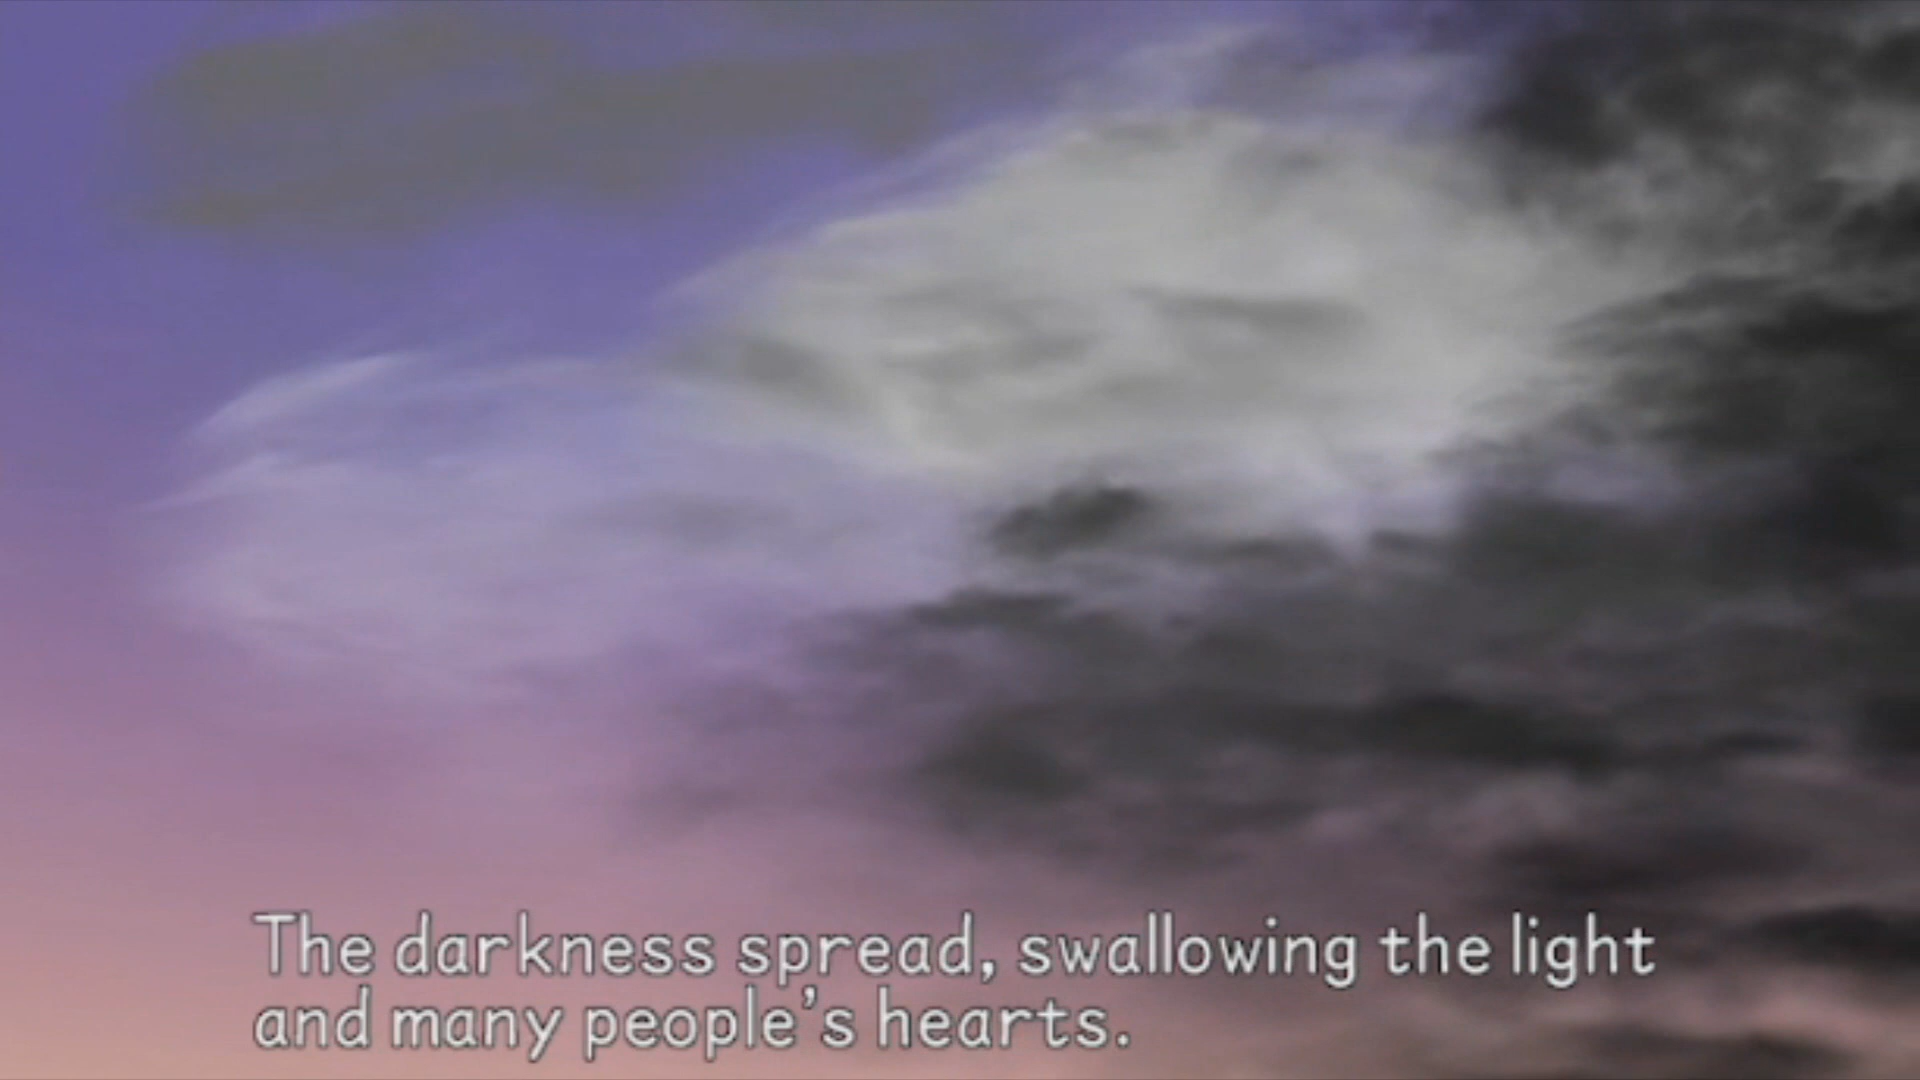 The darkness spread, swallowing the light
and many people's hearts.